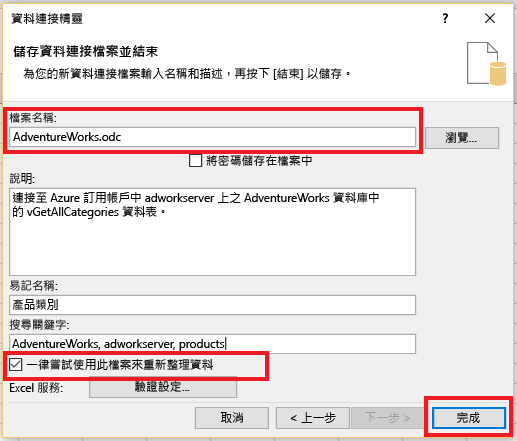 資料連接精靈
儲存資料連接檔案並結束
為您的新資料連接檔案輸入名稱和描述，再按下 [結束] 以儲存。
檔案名稱:
AdventureWorks.odc
瀏覽...
將密碼儲存在檔案中
說明:
連接至 Azure 訂用帳戶中 adworkserver 上之 AdventureWorks 資料庫中
的 vGetAllCategories 資料表。
易記名稱:
產品類別
搜尋關鍵字:
AdventureWorks, adworkserver, products
一律嘗試使用此檔案來重新整理資料
Excel 服務:
驗證設定...
取消
< 上一步
下一步 >
完成